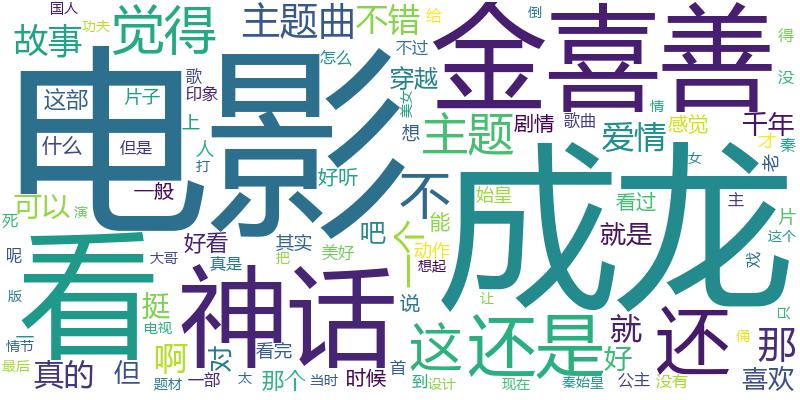 国人
功夫
觉得
主题曲
不错
给
金喜善
倒
得
故事
电影
歌
印象
不过
怎么
穿越
美女
没
这部
片子
什么
但是
上
人
打
想
主题
剧情
歌曲
情
爱情
感觉
千年
才
秦
老
女
一般
好听
不
成龙
可以
死
演
始皇
看过
主
片
这个
能
个
吧
呢
看
好看
其实
美好
把
动作
想起
就是
戏
大哥
真是
神话
版
挺
电视
说
让
只
一
情节
啊
对
看完
这
还是
就
还
俑
那
最后
真的
但
题材
一部
太
那个
当时
时候
首
到
设计
好
现在
秦始皇
公主
没有
喜欢